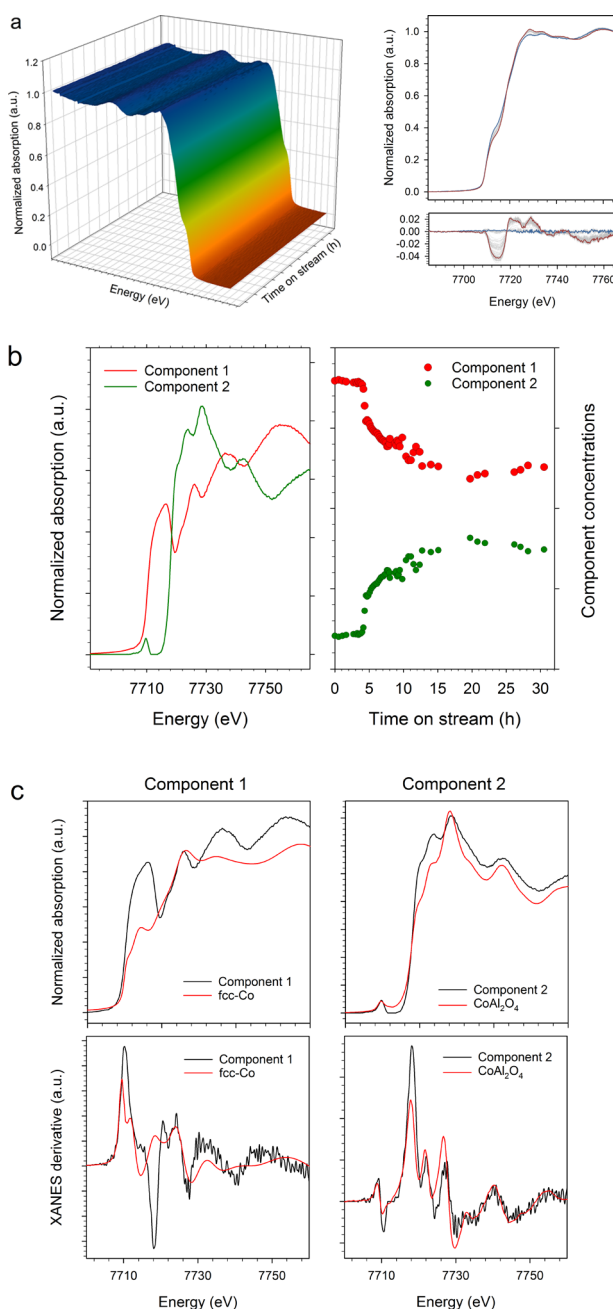 a
Normalized absorption (a.u.)
1.2
1.0
0.8
0.6
0.4
0.2
0.0
Energy (eV)
Time on stream (h)
Normalized absorption (a.u.)
1.0
0.8
0.6
0.4
0.2
0.0
0.02
0.00
-0.02
-0.04
7700 7720 7740 7760
Energy (eV)
b
Normalized absorption (a.u.)
Component 1
Component 2
7710 7730 7750
Energy (eV)
Component 1
Component 2
Component concentrations
0 5 10 15 20 25 30
Time on stream (h)
c
Component 1
Component 2
Normalized absorption (a.u.)
Component 1
fcc-Co
Component 2
CoAl₂O₄
XANES derivative (a.u.)
Component 1
fcc-Co
Component 2
CoAl₂O₄
7710 7730 7750
Energy (eV)
7710 7730 7750
Energy (eV)